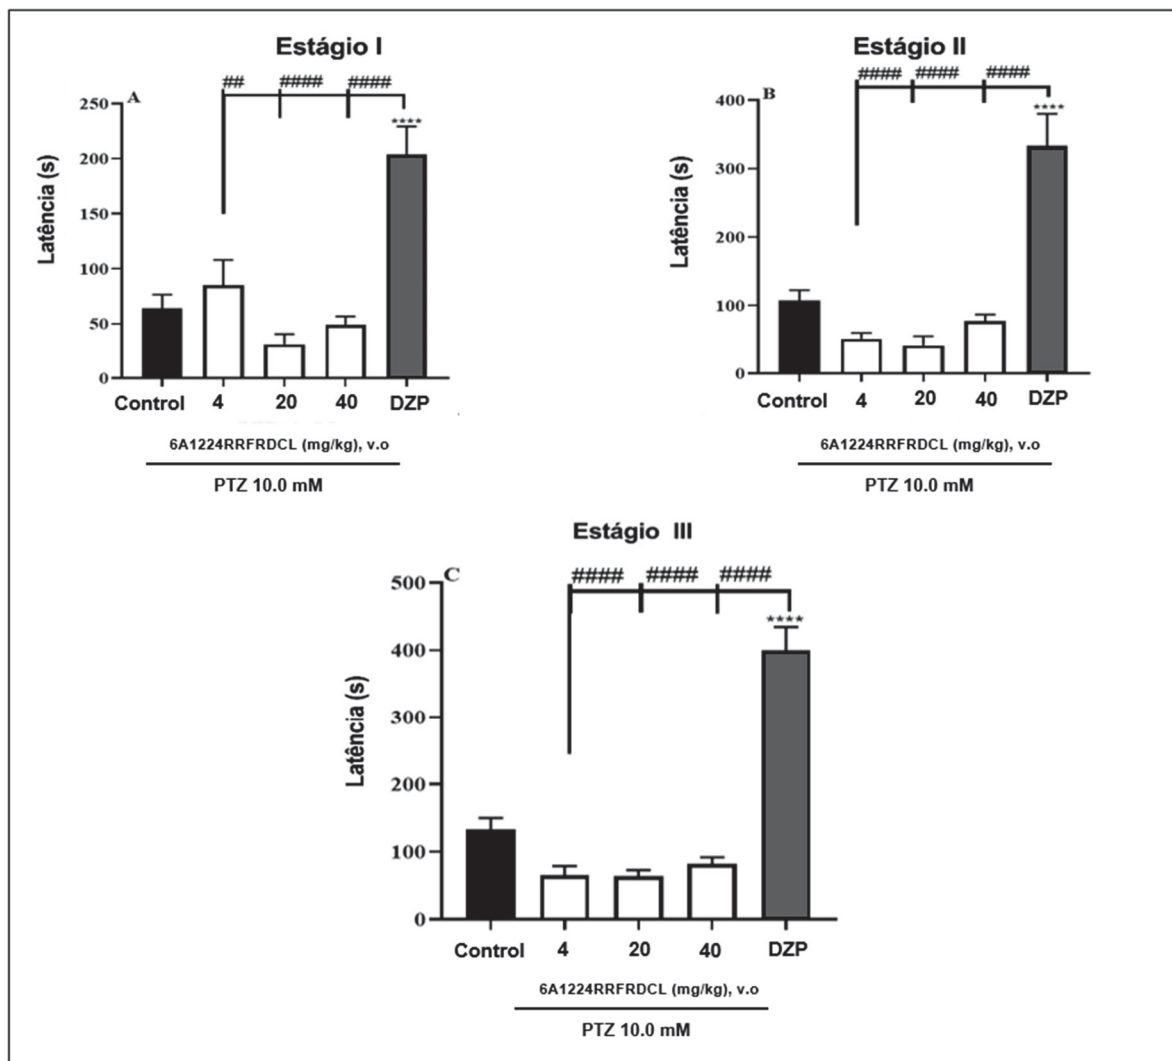 Estágio I
## #### ####
A
****
250
200
150
100
50
0
Latência (s)
Control 4 20 40 DZP
6A1224RRFRDCL (mg/kg), v.o
PTZ 10.0 mM
Estágio II
#### #### ####
B
****
400
300
200
100
0
Latência (s)
Control 4 20 40 DZP
6A1224RRFRDCL (mg/kg), v.o
PTZ 10.0 mM
Estágio III
#### #### ####
C
****
500
400
300
200
100
0
Latência (s)
Control 4 20 40 DZP
6A1224RRFRDCL (mg/kg), v.o
PTZ 10.0 mM